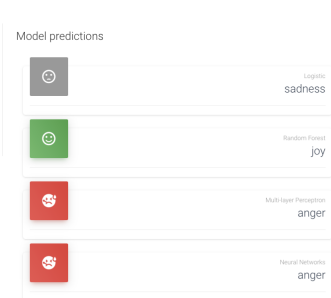 Model predictions
Logistic
sadness
Random Forest
joy
Multi-layer Perceptron
anger
Neural Networks
anger